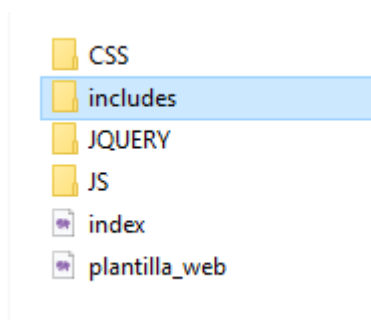 CSS
includes
JQUERY
JS
index
plantilla_web